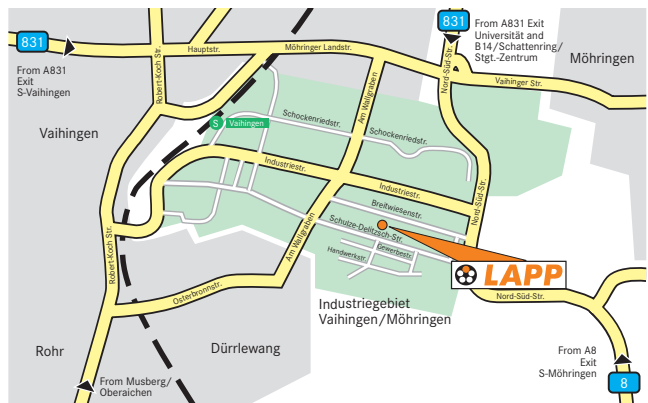 831
From A831
Exit
S-Vaihingen
Hauptstr.
Möhringer Landstr.
831
From A831 Exit
Universität and
B14/Schattenring/
Stgt.-Zentrum
Möhringen
Vaihinger Str.
Robert-Koch Str.
Am Wallgraben
Nord-Süd-Str.
Vaihingen
S
Vaihingen
Schockenriedstr.
Schockenriedstr.
Industriestr.
Industriestr.
Breitwiesenstr.
Nord-Süd-Str.
Schulze-Delitzsch-Str.
Gewerbestr.
Handwerkstr.
Am Wallgraben
Robert-Koch Str.
LAPP
Osterbronnstr.
Nord-Süd-Str.
Industriegebiet
Vaihingen/Möhringen
Rohr
Dürrlewang
From A8
Exit
S-Möhringen
8
From Musberg/
Oberaichen